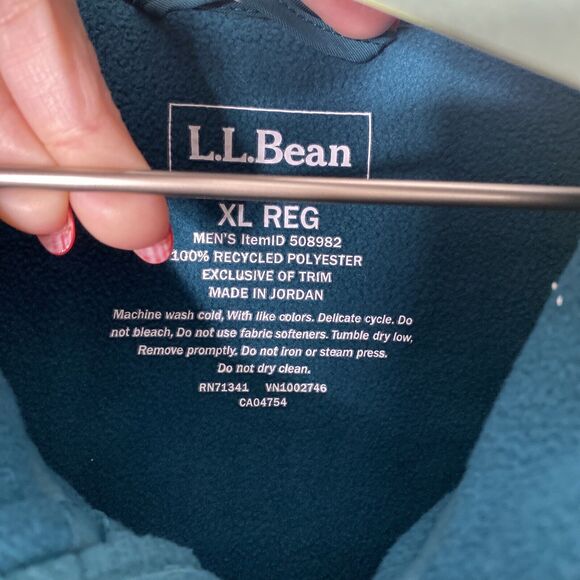 L.L.Bean
XL REG
MEN'S ItemID 508982
100% RECYCLED POLYESTER
EXCLUSIVE OF TRIM
MADE IN JORDAN
Machine wash cold, With like colors. Delicate cycle. Do
not bleach, Do not use fabric softeners. Tumble dry low,
Remove promptly. Do not iron or steam press.
Do not dry clean.
RN71341 VN1002746
CA04754